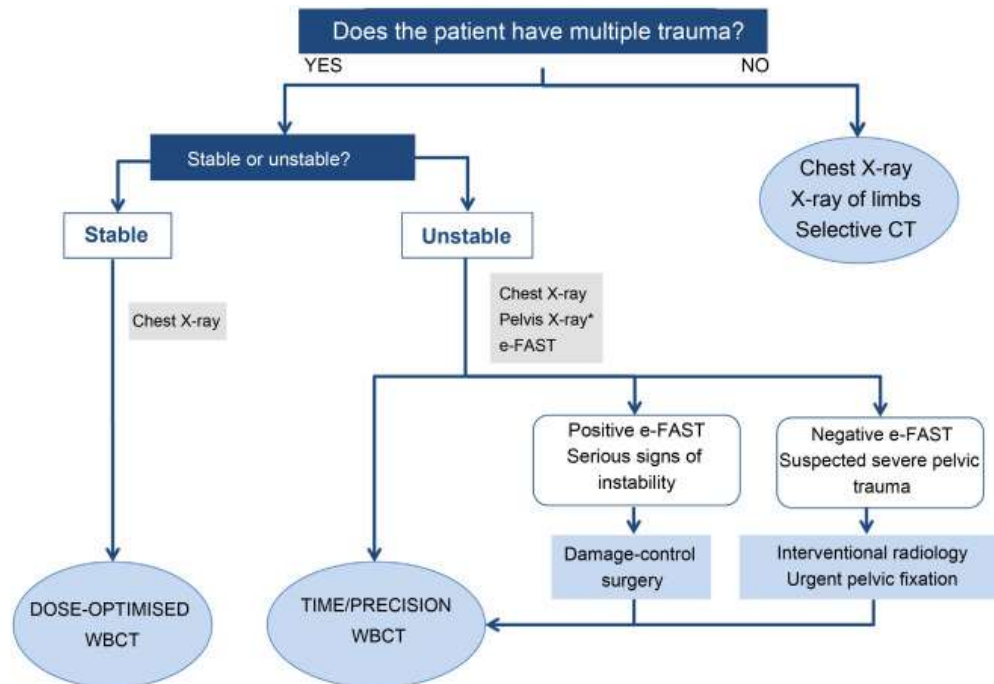 Does the patient have multiple trauma?
YES
NO
Stable or unstable?
Chest X-ray
X-ray of limbs
Selective CT
Stable
Unstable
Chest X-ray
Chest X-ray
Pelvis X-ray*
e-FAST
Positive e-FAST
Serious signs of
instability
Negative e-FAST
Suspected severe pelvic
trauma
Damage-control
surgery
Interventional radiology
Urgent pelvic fixation
DOSE-OPTIMISED
WBCT
TIME/PRECISION
WBCT